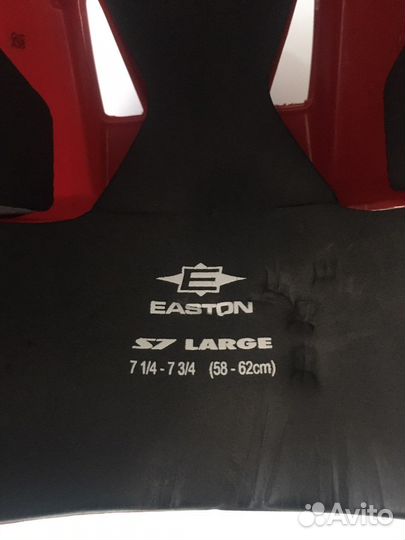 E
EASTON
S7 LARGE
7 1/4 - 7 3/4 (58 - 62cm)
Avito